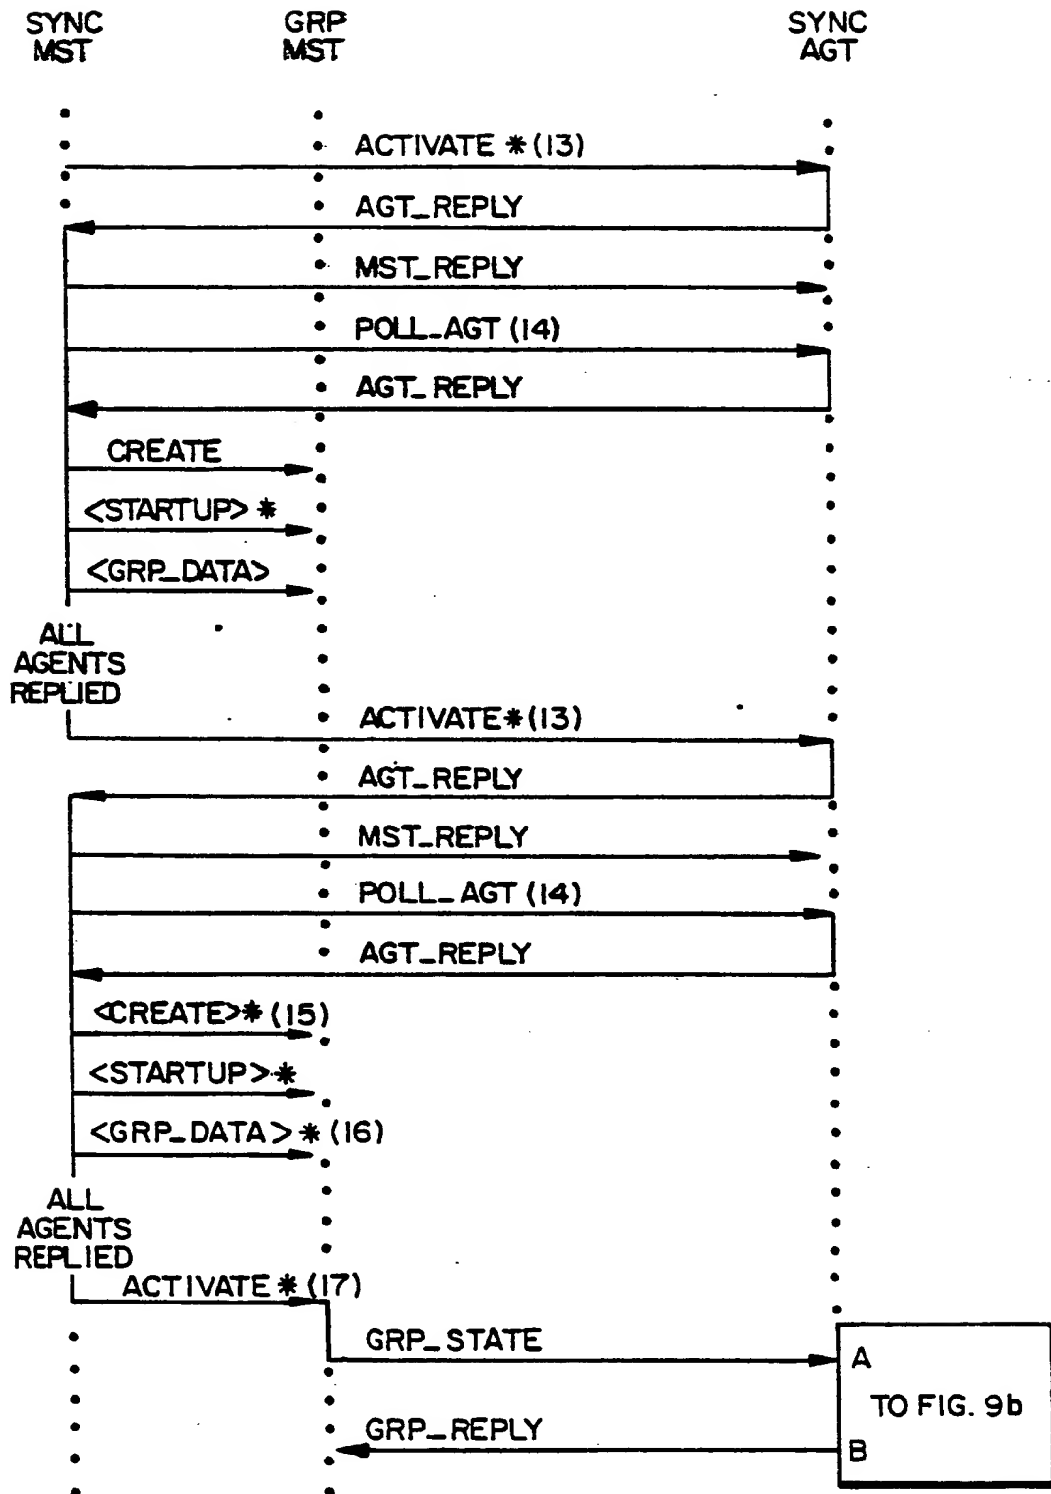 SYNC MST
GRP MST
SYNC AGT
ACTIVATE * (13)
AGT_REPLY
MST_REPLY
POLL_AGT (14)
AGT_REPLY
CREATE
<STARTUP> *
<GRP_DATA>
ALL
AGENTS
REPLIED
ACTIVATE * (13)
AGT_REPLY
MST_REPLY
POLL_AGT (14)
AGT_REPLY
<CREATE>* (15)
<STARTUP>*
<GRP_DATA>* (16)
ALL
AGENTS
REPLIED
ACTIVATE * (17)
GRP_STATE
A
TO FIG. 9b
GRP_REPLY
B